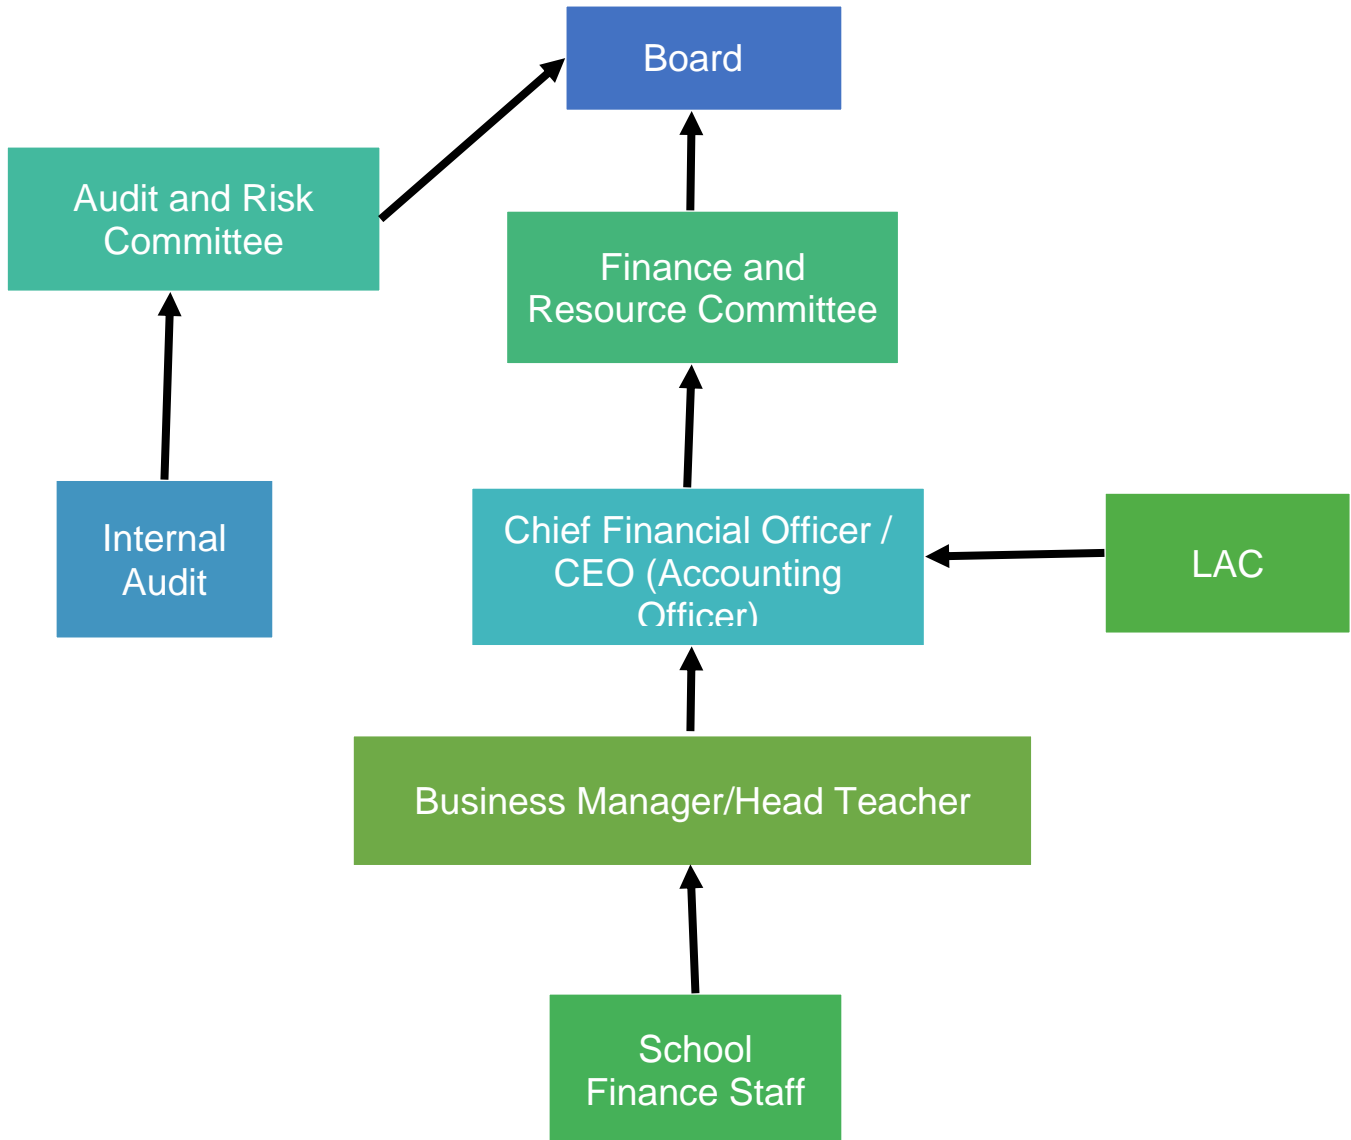 Board
Audit and Risk
Committee
Finance and
Resource Committee
Internal
Audit
Chief Financial Officer /
CEO (Accounting
Officer)
LAC
Business Manager/Head Teacher
School
Finance Staff